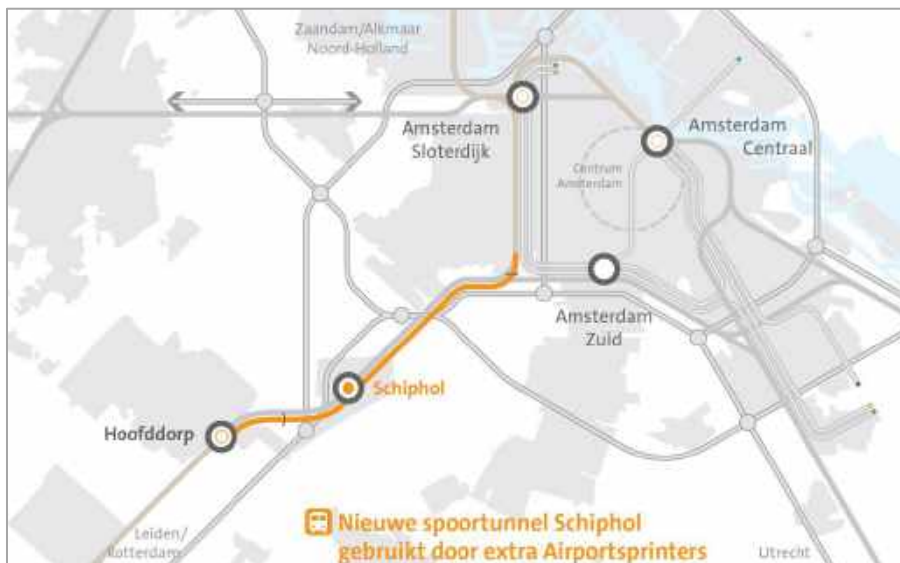 Zaandam/Alkmaar
Noord-Holland
Amsterdam
Sloterdijk
Amsterdam
Centraal
Centrum
Amsterdam
Amsterdam
Zuid
Schiphol
Hoofddorp
Leiden/
Rotterdam
Nieuwe spoortunnel Schiphol
gebruikt door extra Airportsprinters
Utrecht